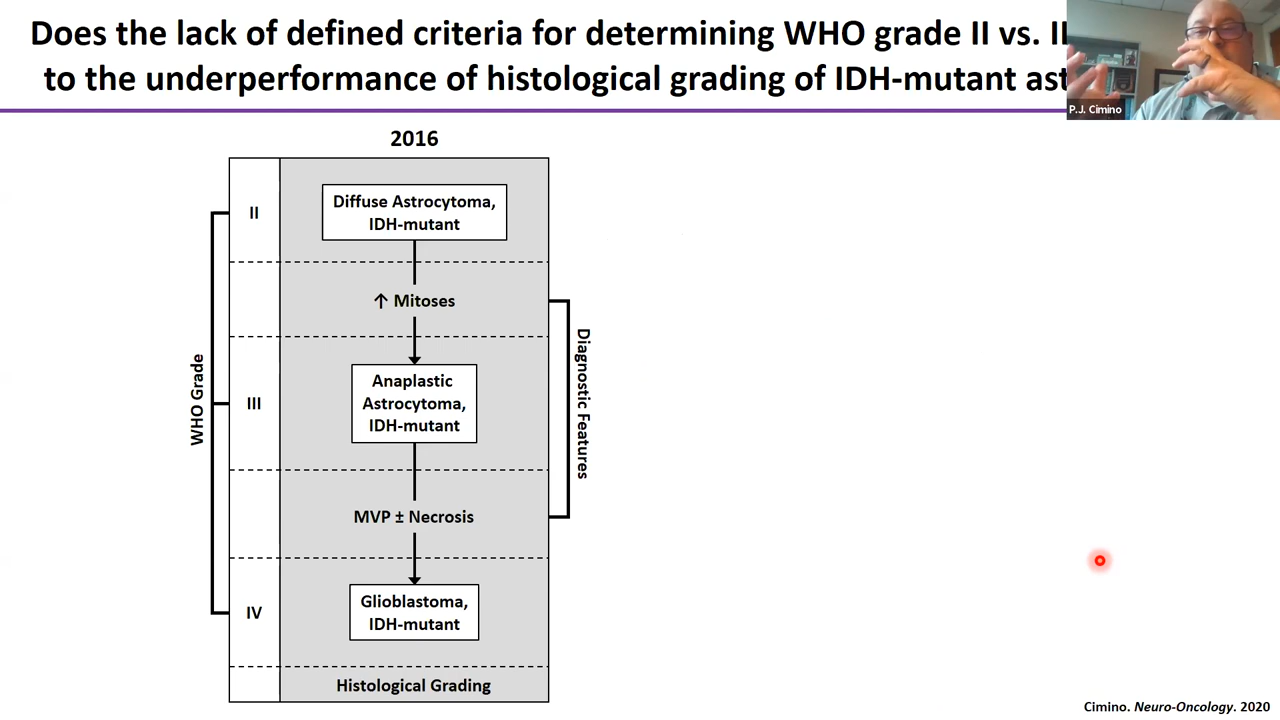 Does the lack of defined criteria for determining WHO grade II vs.
to the underperformance of histological grading of IDH-mutant
P.J. Cimino
2016
II
Diffuse Astrocytoma,
IDH-mutant
↑ Mitoses
WHO Grade
III
Anaplastic
Astrocytoma,
IDH-mutant
Diagnostic Features
MVP ± Necrosis
IV
Glioblastoma,
IDH-mutant
Histological Grading
Cimino. Neuro-Oncology. 2020